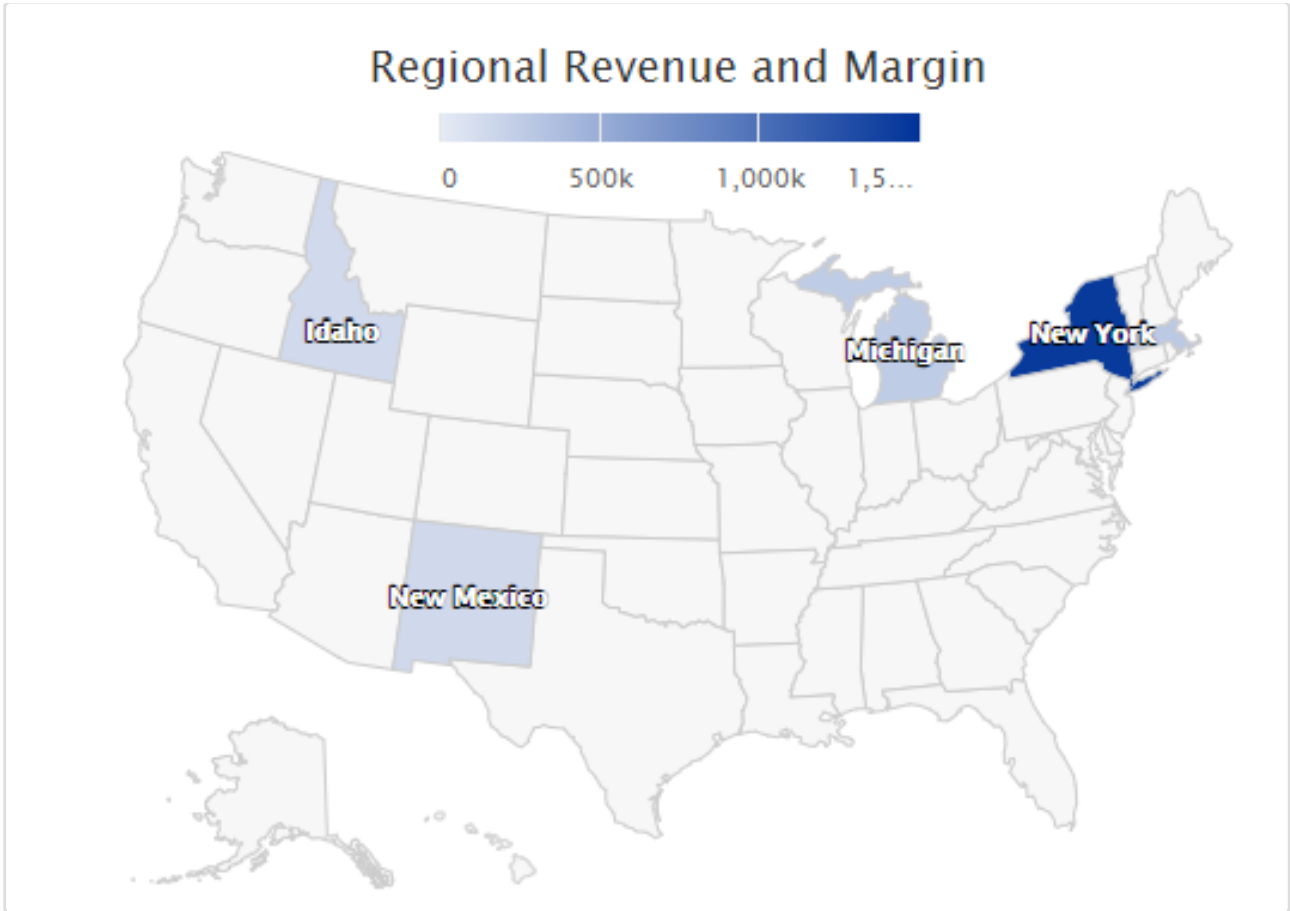 Regional Revenue and Margin
0 500k 1,000k 1,5...
Idaho
Michigan
New York
New Mexico